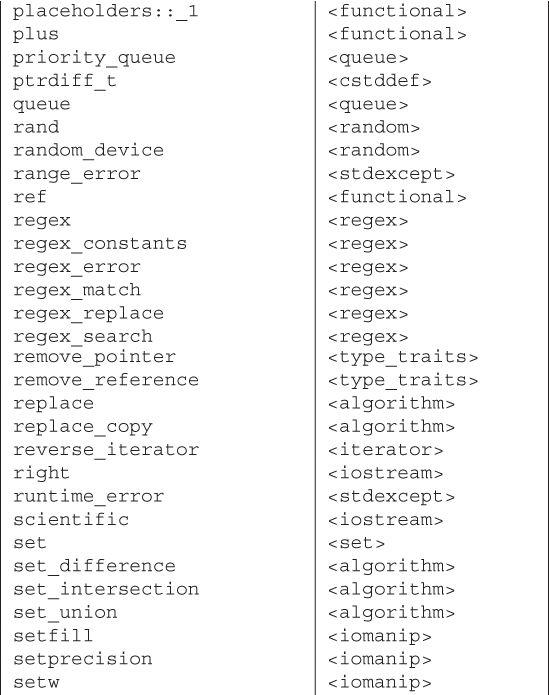 placeholders::_1 <functional>
plus <functional>
priority_queue <queue>
ptrdiff_t <cstddef>
queue <queue>
rand <random>
random_device <random>
range_error <stdexcept>
ref <functional>
regex <regex>
regex_constants <regex>
regex_error <regex>
regex_match <regex>
regex_replace <regex>
regex_search <regex>
remove_pointer <type_traits>
remove_reference <type_traits>
replace <algorithm>
replace_copy <algorithm>
reverse_iterator <iterator>
right <iostream>
runtime_error <stdexcept>
scientific <iostream>
set <set>
set_difference <algorithm>
set_intersection <algorithm>
set_union <algorithm>
setfill <iomanip>
setprecision <iomanip>
setw <iomanip>